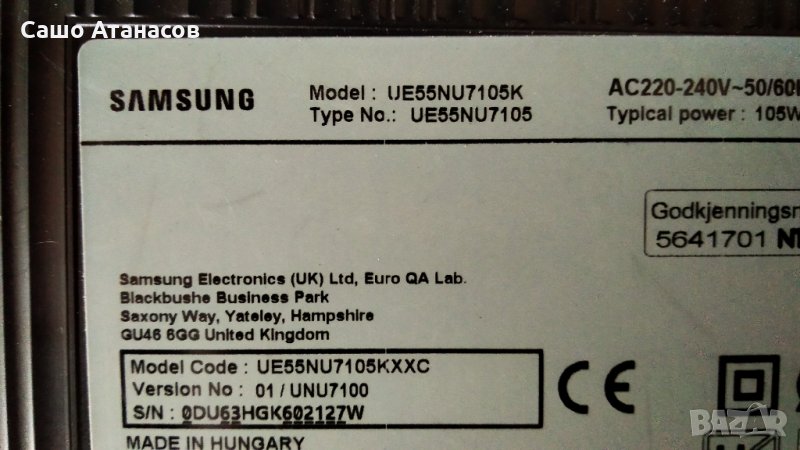 Сашо Атанасов
SAMSUNG
Model : UE55NU7105K
Type No.: UE55NU7105
AC220-240V~50/60
Typical power : 105W
Godkjenningsn
5641701 N
Samsung Electronics (UK) Ltd, Euro QA Lab.
Blackbushe Business Park
Saxony Way, Yateley, Hampshire
GU46 6GG United Kingdom
Model Code : UE55NU7105KXXC
Version No : 01 / UNU7100
S/N : 0DU63HGK602127W
MADE IN HUNGARY
CE
BAZAR